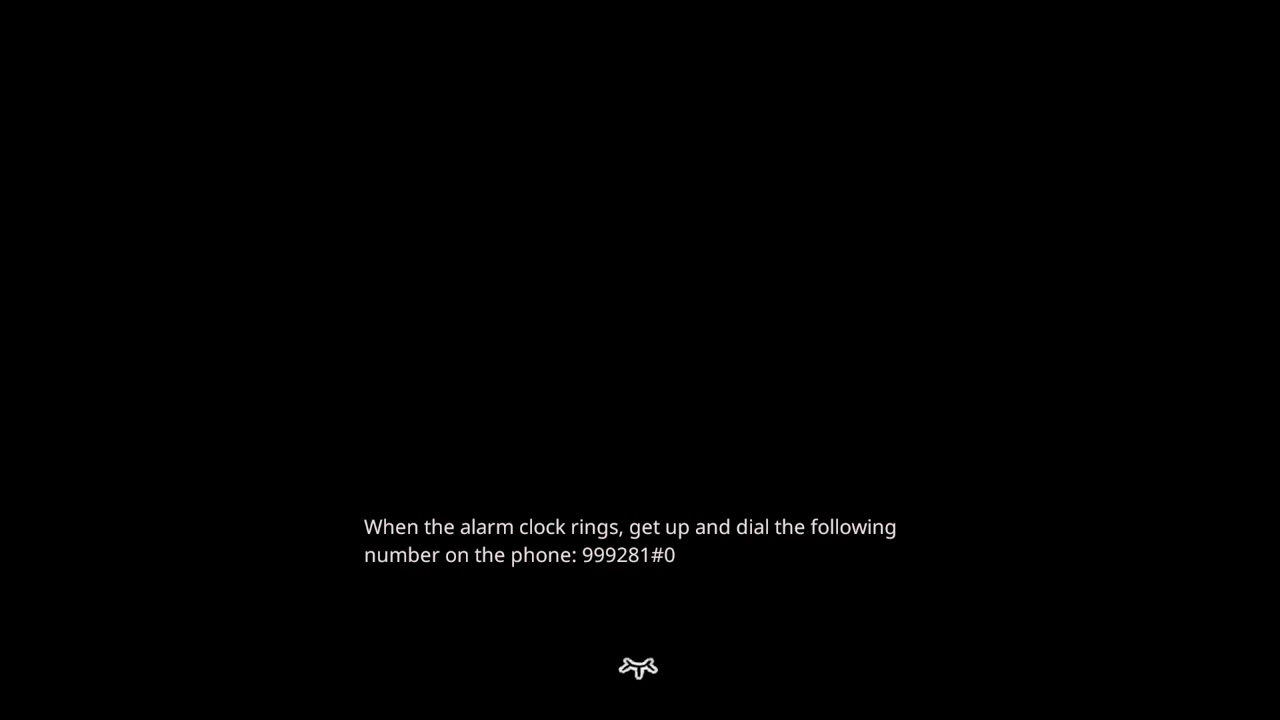 When the alarm clock rings, get up and dial the following
number on the phone: 999281#0